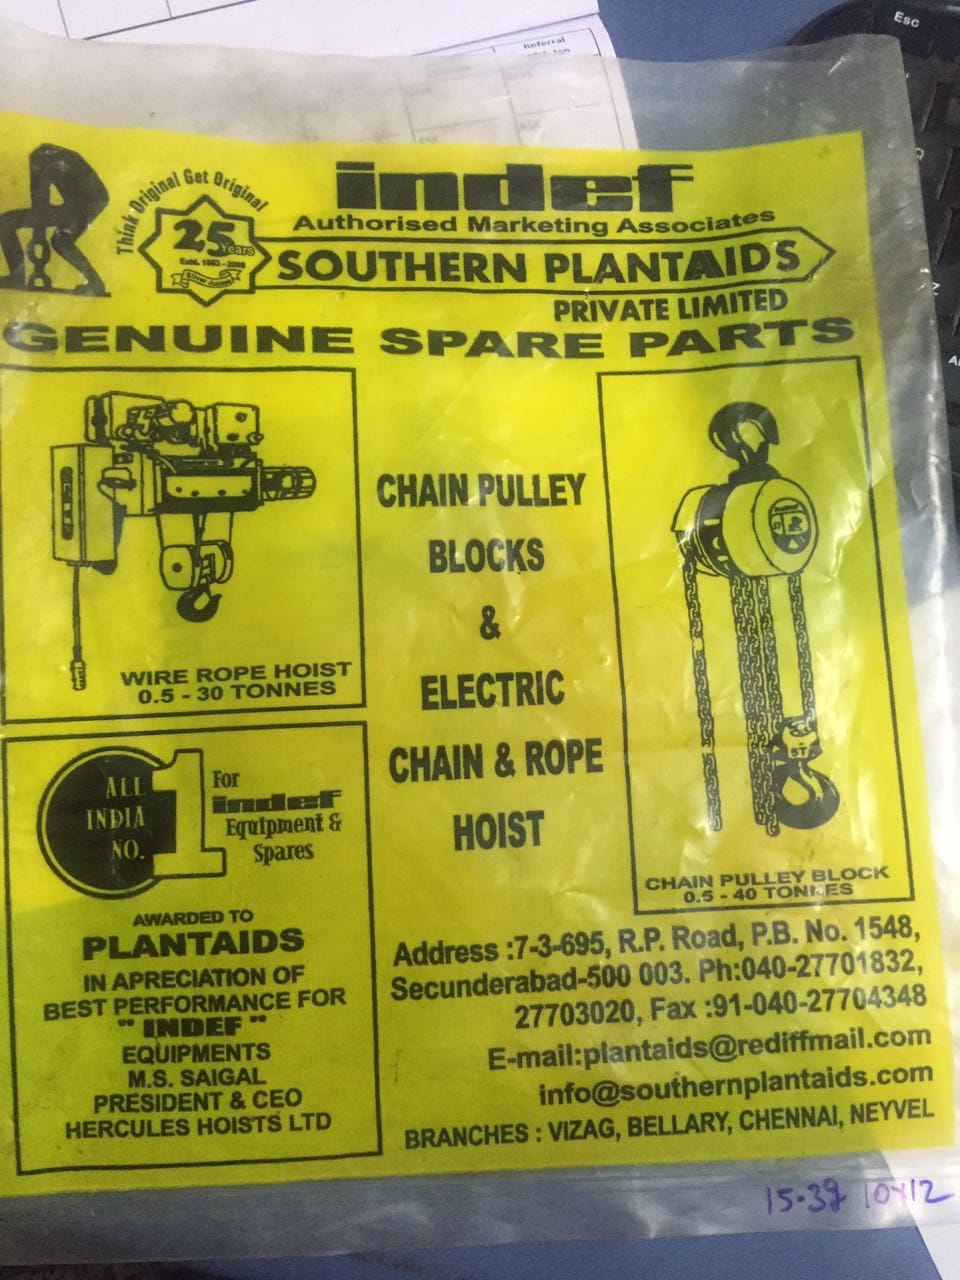 Esc
Referral
Think Original Get Original
25 Years
Estd. 1983 - 2008
Silver Jubilee
indef
Authorised Marketing Associates
SOUTHERN PLANTAIDS
PRIVATE LIMITED
GENUINE SPARE PARTS
WIRE ROPE HOIST
0.5 - 30 TONNES
CHAIN PULLEY
BLOCKS
&
ELECTRIC
CHAIN & ROPE
HOIST
5T
CHAIN PULLEY BLOCK
0.5 - 40 TONNES
ALL
INDIA
NO. 1
For
indef
Equipment &
Spares
AWARDED TO
PLANTAIDS
IN APRECIATION OF
BEST PERFORMANCE FOR
" INDEF "
EQUIPMENTS
M.S. SAIGAL
PRESIDENT & CEO
HERCULES HOISTS LTD
Address :7-3-695, R.P. Road, P.B. No. 1548,
Secunderabad-500 003. Ph:040-27701832,
27703020, Fax :91-040-27704348
E-mail:plantaids@rediffmail.com
info@southernplantaids.com
BRANCHES : VIZAG, BELLARY, CHENNAI, NEYVEL
15.39 10x12